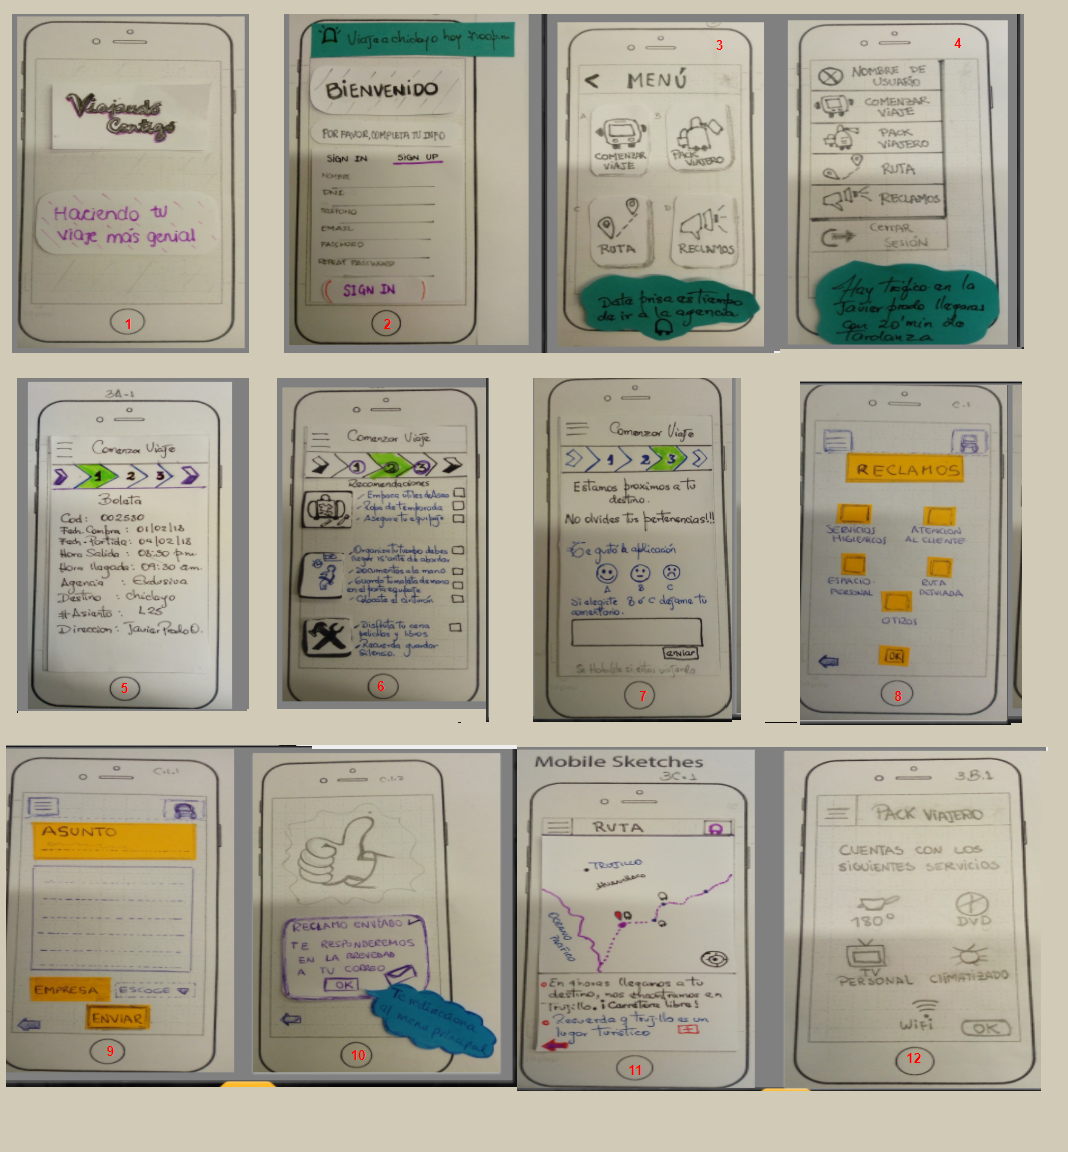 Viajando
Contigo
Haciendo tu
viaje más genial
1
Viaje a chiclayo hoy
BIENVENIDO
POR FAVOR, COMPLETA TU INFO
SIGN IN SIGN UP
NOMBRE
DNI
TELÉFONO
EMAIL
PASSWORD
REPEAT PASSWORD
SIGN IN
2
3
< MENÚ
A B
COMENZAR
VIAJE
PACK
VIAJERO
C D
RUTA
RECLAMOS
Date prisa es tiempo
de ir a la agencia
4
NOMBRE DE
USUARIO
COMENZAR
VIAJE
PACK
VIAJERO
RUTA
RECLAMOS
CERRAR
SESIÓN
Hay tráfico en la
Javier prado llegaras
con 20'min de
Tardanza
3A-1
Comenzar Viaje
1 2 3
Boleta
Cod: 002530
Fech. Compra: 01/02/18
Fech. Partida: 04/02/18
Hora Salida: 08:30 pm
Hora llegada: 09:30 am.
Agencia : Exclusiva
Destino : chiclayo
# Asiento : L25
Direccion: Javier Prado O.
5
Comenzar Viaje
1 2 3
Recomendaciones
Empaca útiles de Aseo
Ropa de temporada
Asegura tu equipaje
Organiza tu tiempo debes
llegar 15' antes de abordar
Documentos a la mano
Guarda tu maleta de mano
en el porta equipaje
Colocate el cinturón
Disfruta tu cena
películas y libros
Recuerda guardar
Silencio.
6
Comenzar Viaje
1 2 3
Estamos proximos a tu
destino.
No olvides tus pertenencias!!!
Te gusto la aplicación
A B C
Si elegiste B o C dejame tu
comentario.
enviar
Se Habilita si estas viajando
7
C.1
RECLAMOS
SERVICIOS
HIGIENICOS
ATENCION
AL CLIENTE
ESPACIO
PERSONAL
RUTA
DESVIADA
OTROS
OK
8
C.1.1
ASUNTO
EMPRESA ESCOGE
ENVIAR
9
C.1.2
RECLAMO ENVIADO
TE RESPONDEREMOS
EN LA BREVEDAD
A TU CORREO
OK
Te redirecciona
al menu principal
10
Mobile Sketches
3C.1
RUTA
TRUJILLO
OCEANO
PACIFICO
En 4horas llegamos a tu
destino, nos encontramos en
Trujillo. ¡Carretera libre!
Recuerda q trujillo es un
lugar turístico
11
3.B.1
PACK VIAJERO
CUENTAS CON LOS
SIGUIENTES SERVICIOS
180° DVD
TV
PERSONAL
CLIMATIZADO
WiFi
OK
12